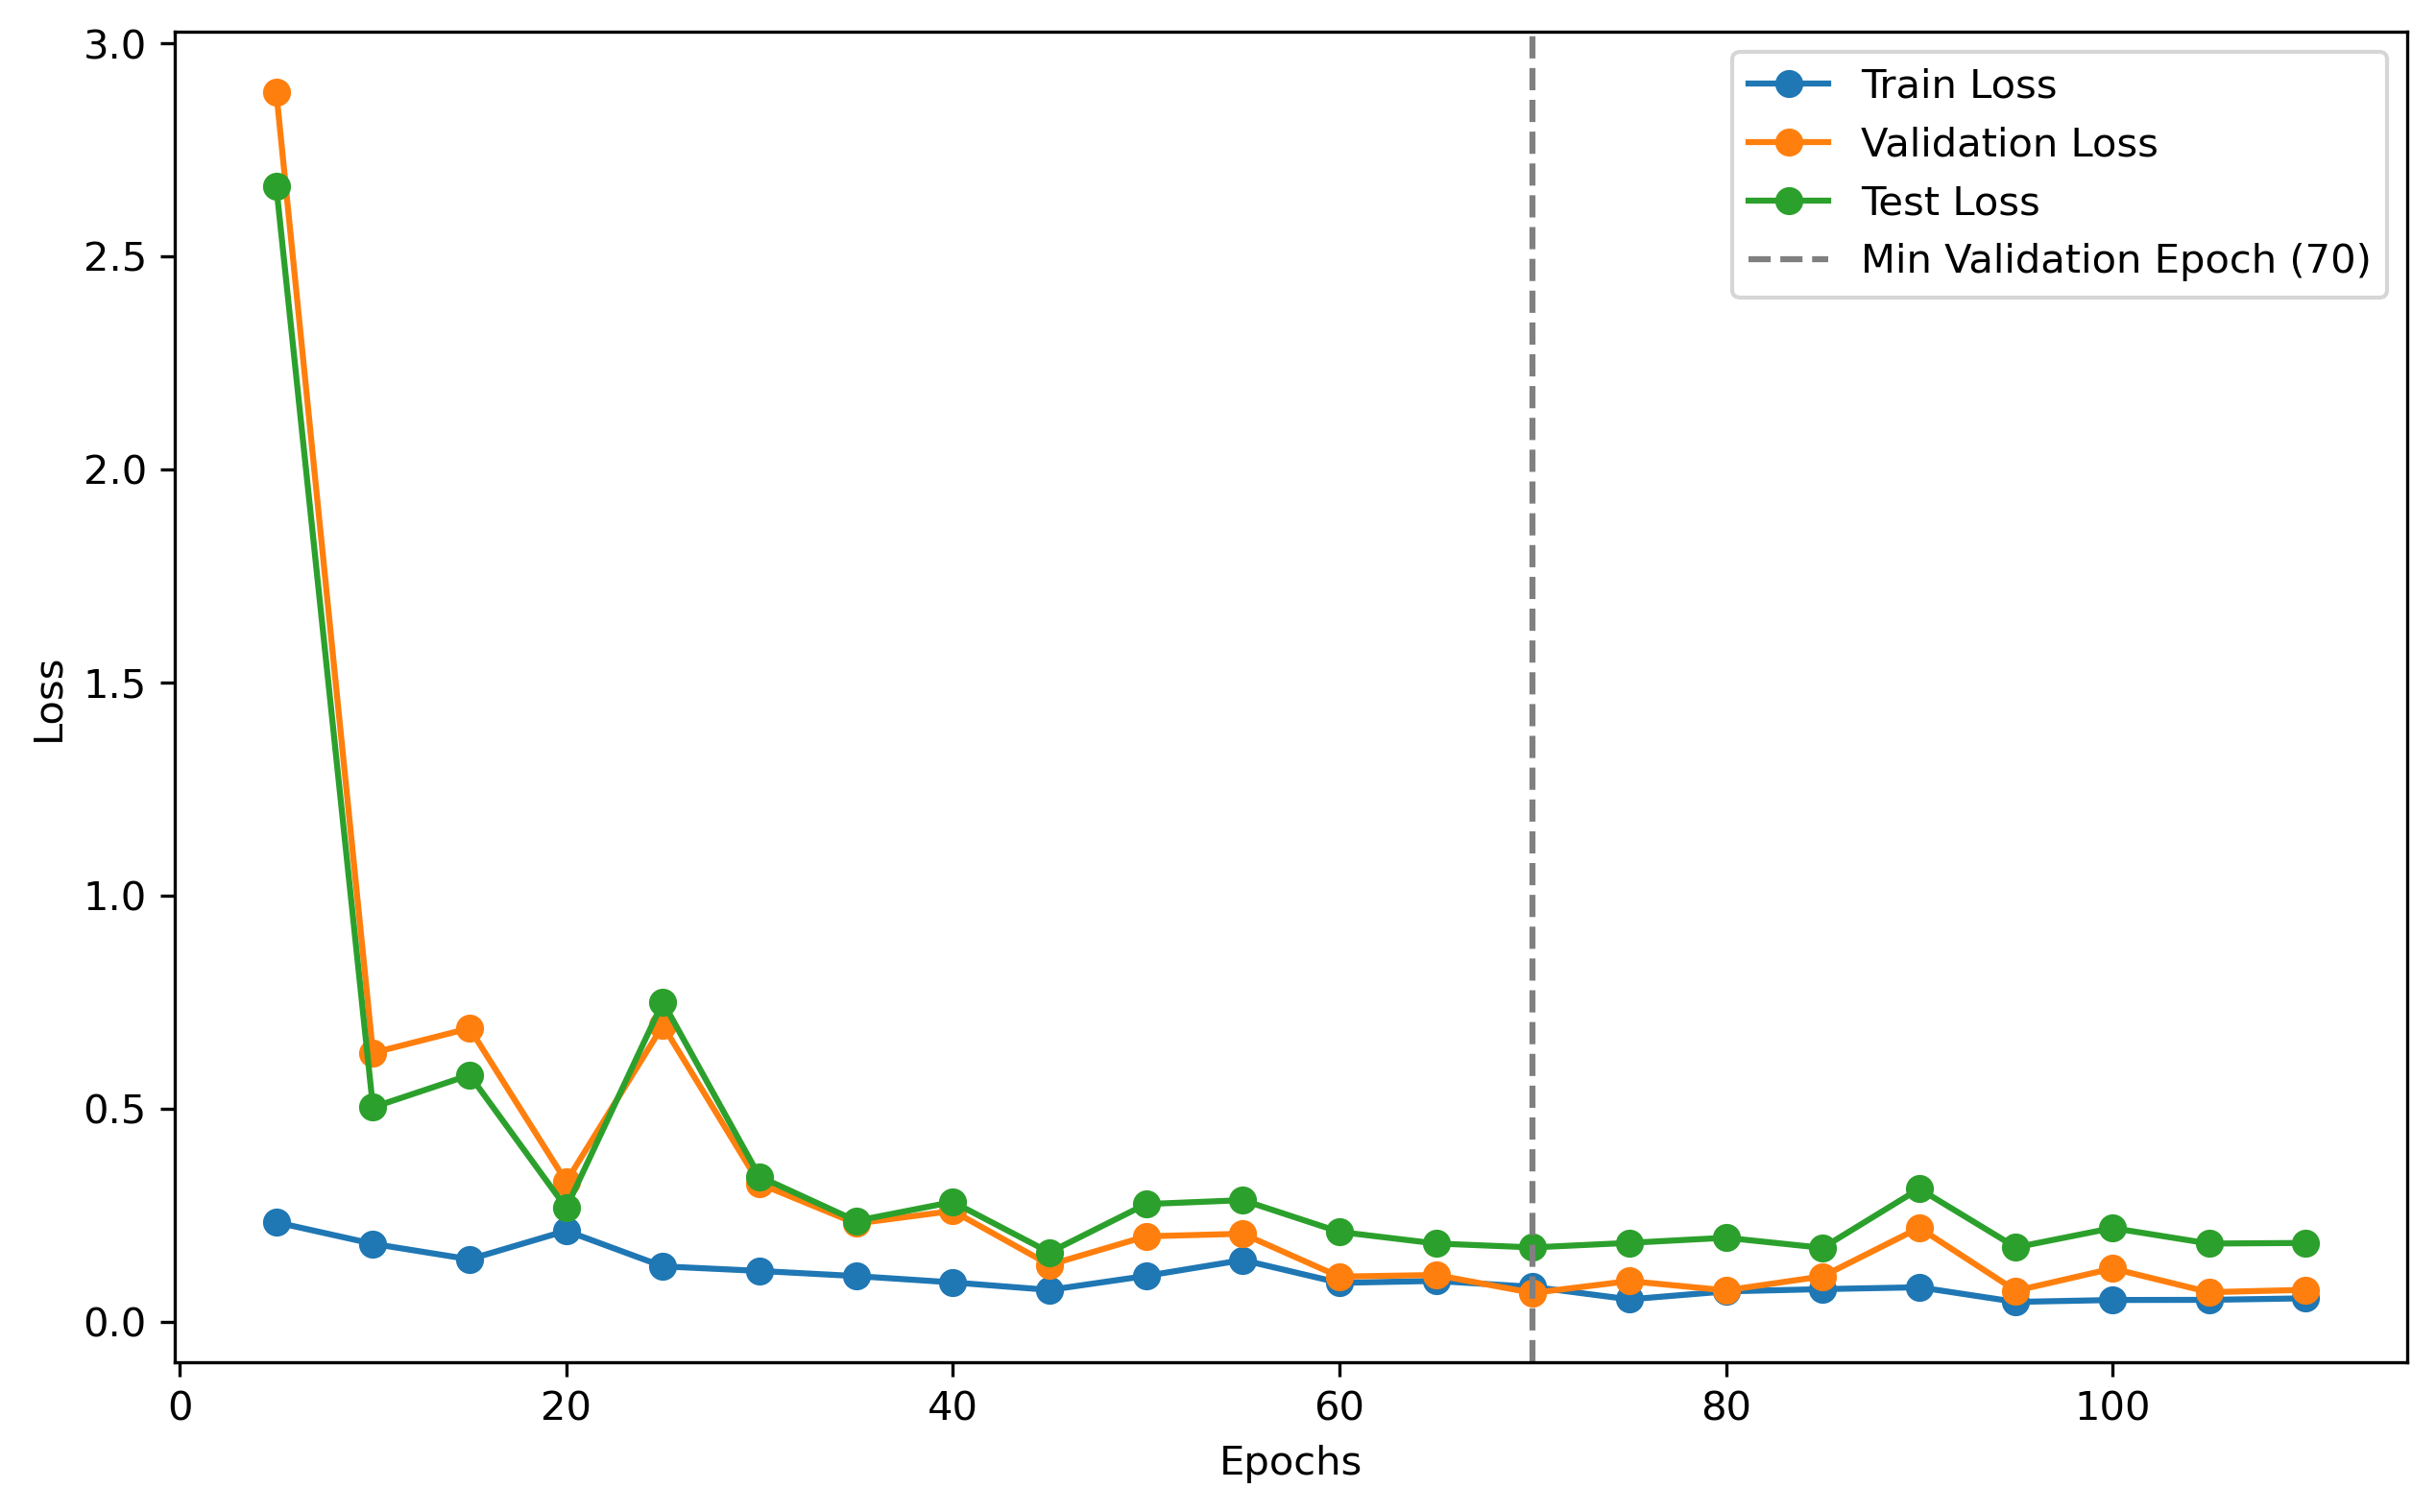 3.0
2.5
2.0
1.5
1.0
0.5
0.0
Loss
Train Loss
Validation Loss
Test Loss
Min Validation Epoch (70)
0 20 40 60 80 100
Epochs